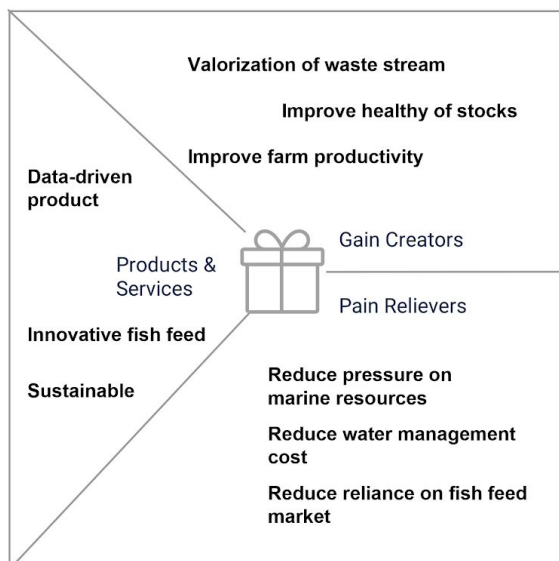 Valorization of waste stream
Improve healthy of stocks
Improve farm productivity
Data-driven
product
Gain Creators
Products &
Services
Pain Relievers
Innovative fish feed
Sustainable
Reduce pressure on
marine resources
Reduce water management
cost
Reduce reliance on fish feed
market